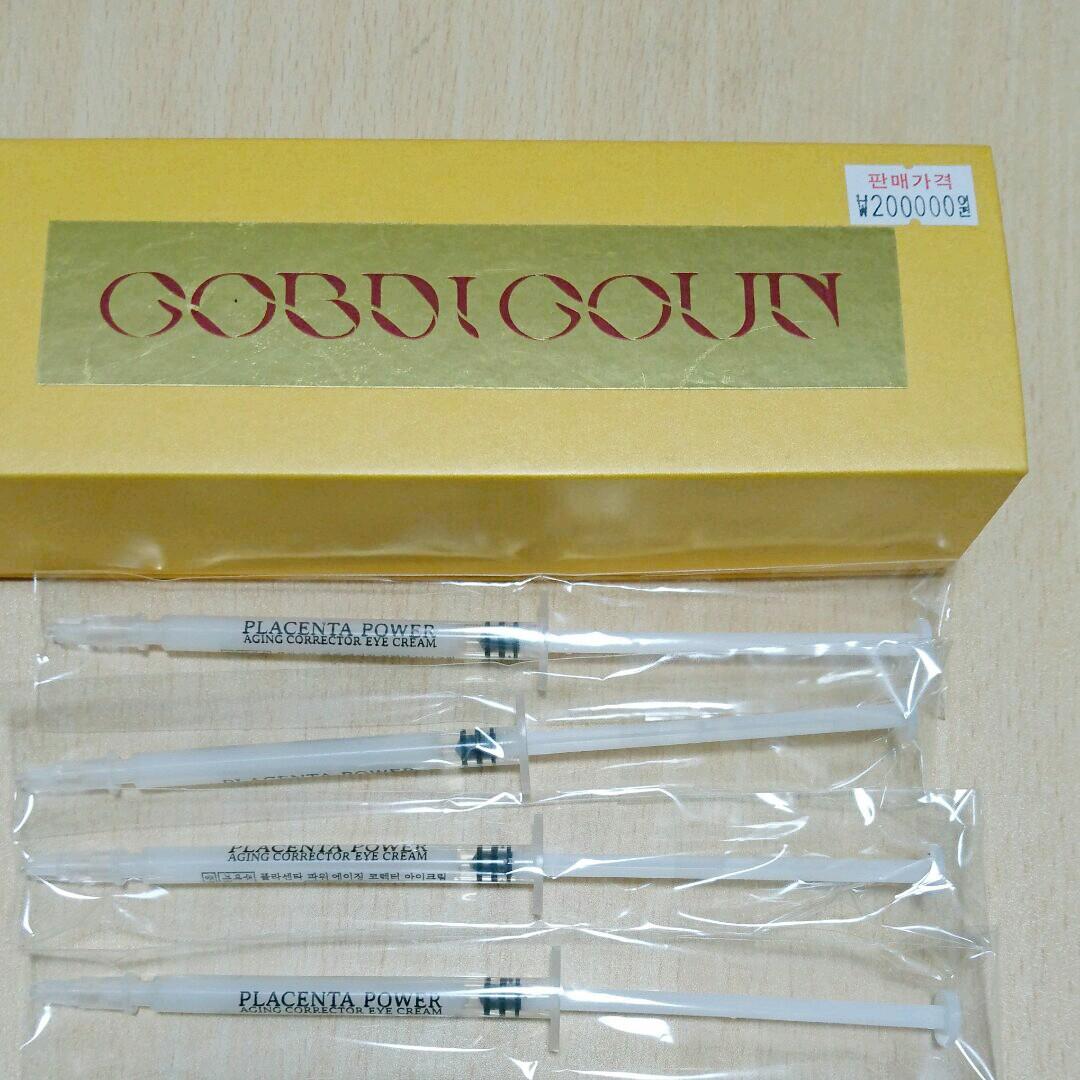 판매가격
₩200000원
GOBDI GOUN
PLACENTA POWER
AGING CORRECTOR EYE CREAM
PLACENTA POWER
PLACENTA POWER
AGING CORRECTOR EYE CREAM
플라센타 파워 에이징 코렉터 아이크림
PLACENTA POWER
AGING CORRECTOR EYE CREAM